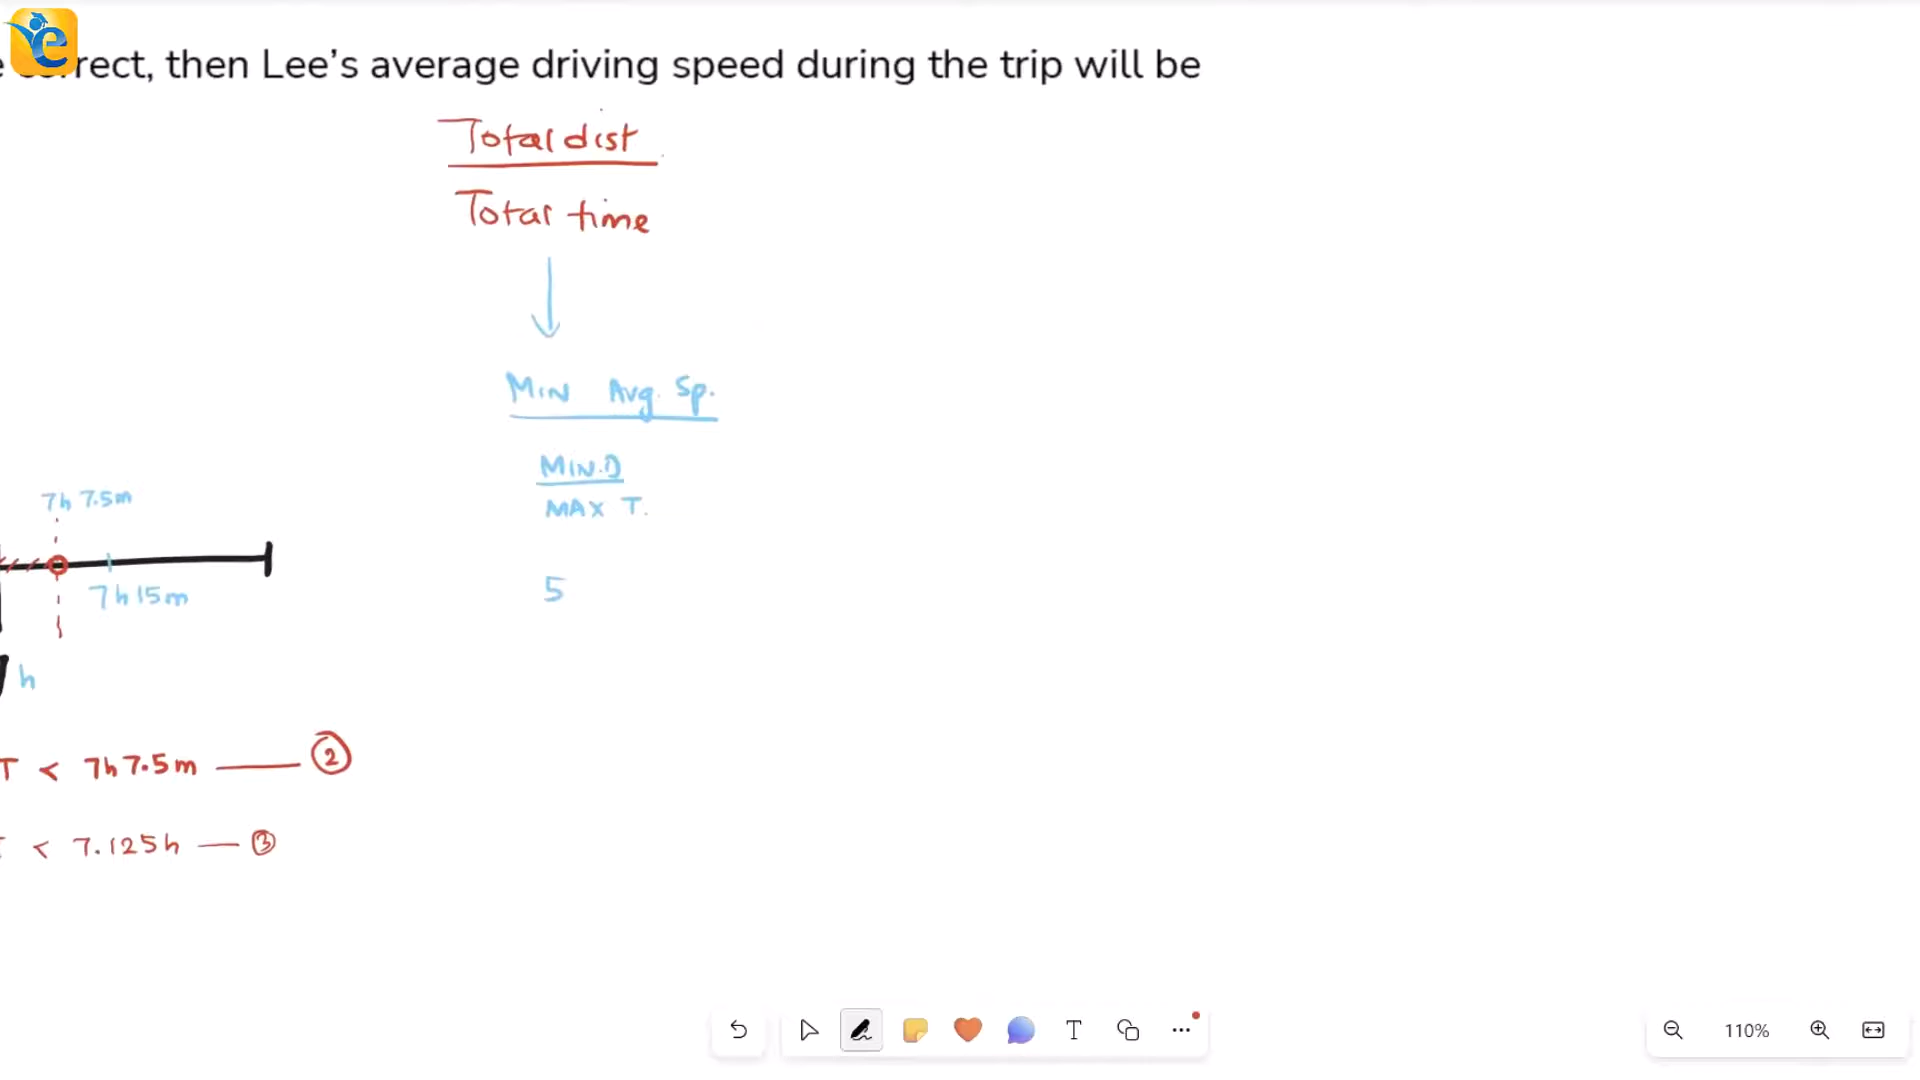 correct, then Lee's average driving speed during the trip will be
Total dist
Total time
MIN Avg. Sp.
MIN.D
MAX T.
7h 7.5m
7h 15m
5
h
T < 7h 7.5m —— ②
< 7.125h — ③
110%